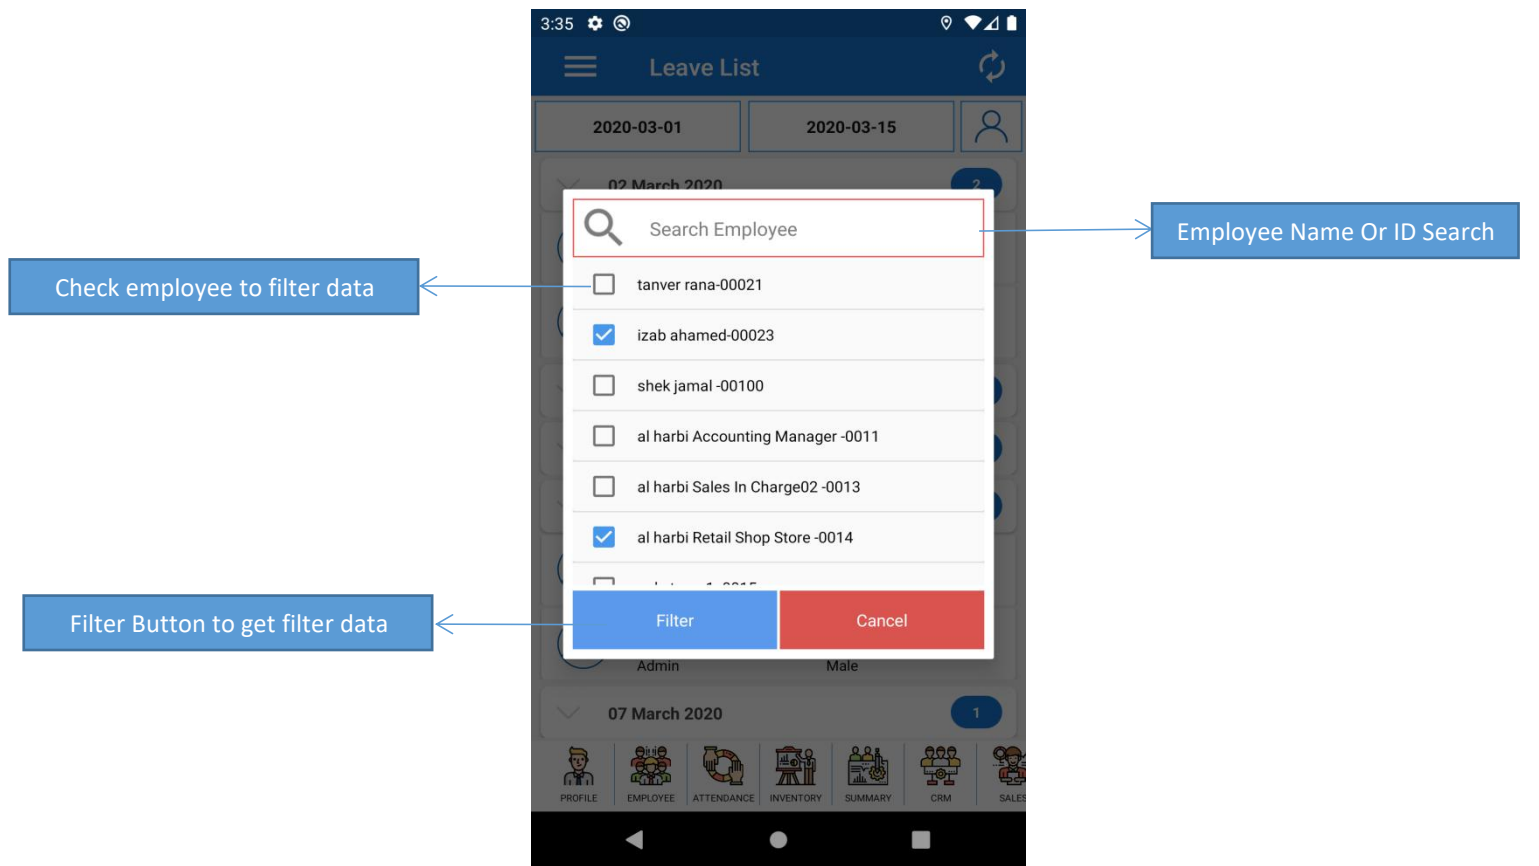 3:35
Leave List
2020-03-01
2020-03-15
02 March 2020
2
Search Employee
Employee Name Or ID Search
Check employee to filter data
tanver rana-00021
izab ahamed-00023
shek jamal -00100
al harbi Accounting Manager -0011
al harbi Sales In Charge02 -0013
al harbi Retail Shop Store -0014
Filter
Cancel
Filter Button to get filter data
Admin
Male
07 March 2020
1
PROFILE
EMPLOYEE
ATTENDANCE
INVENTORY
SUMMARY
CRM
SALES